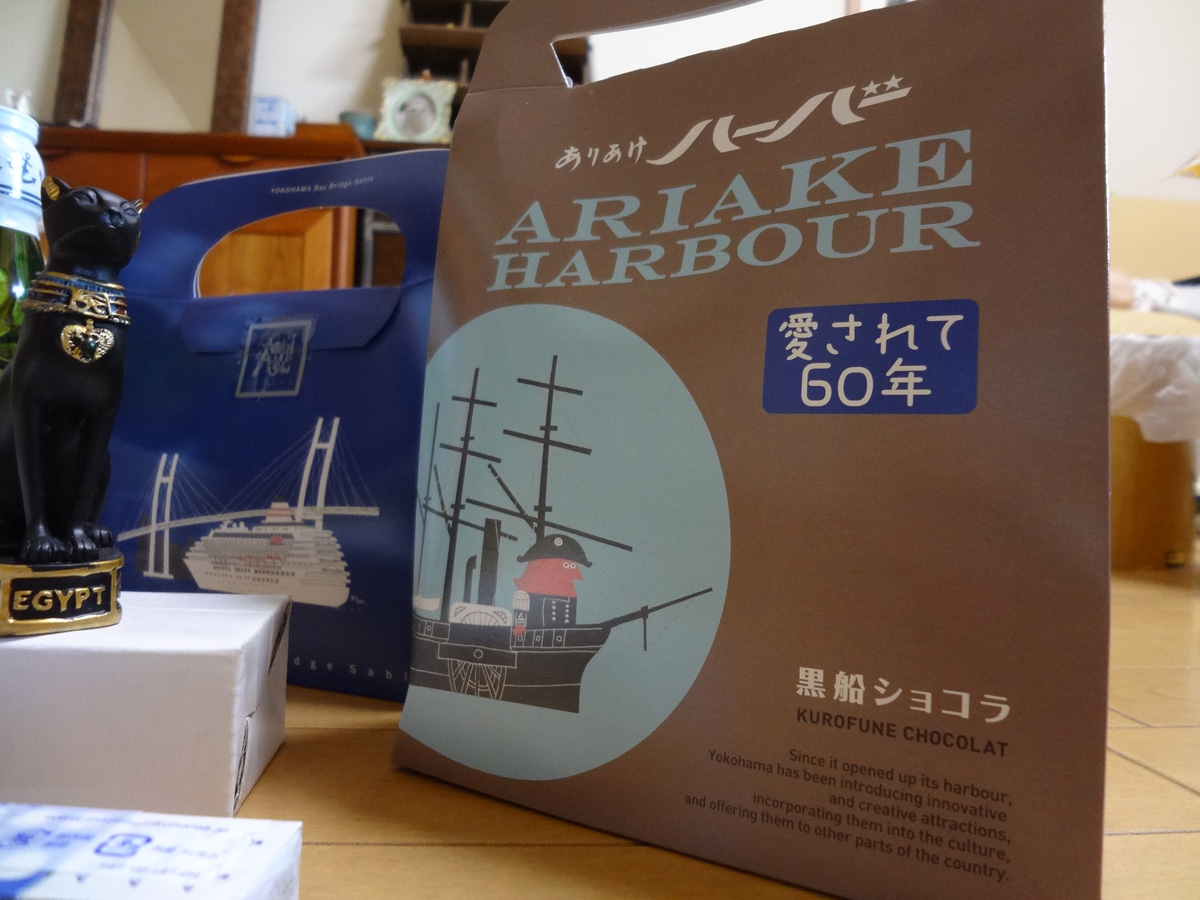 ありあけ ハーバー
ARIAKE
HARBOUR
愛されて
60年
黒船ショコラ
KUROFUNE CHOCOLAT
Since it opened up its harbour,
Yokohama has been introducing innovative
and creative attractions,
incorporating them into the culture,
and offering them to other parts of the country.
YOKOHAMA Bay Bridge Sable
EGYPT